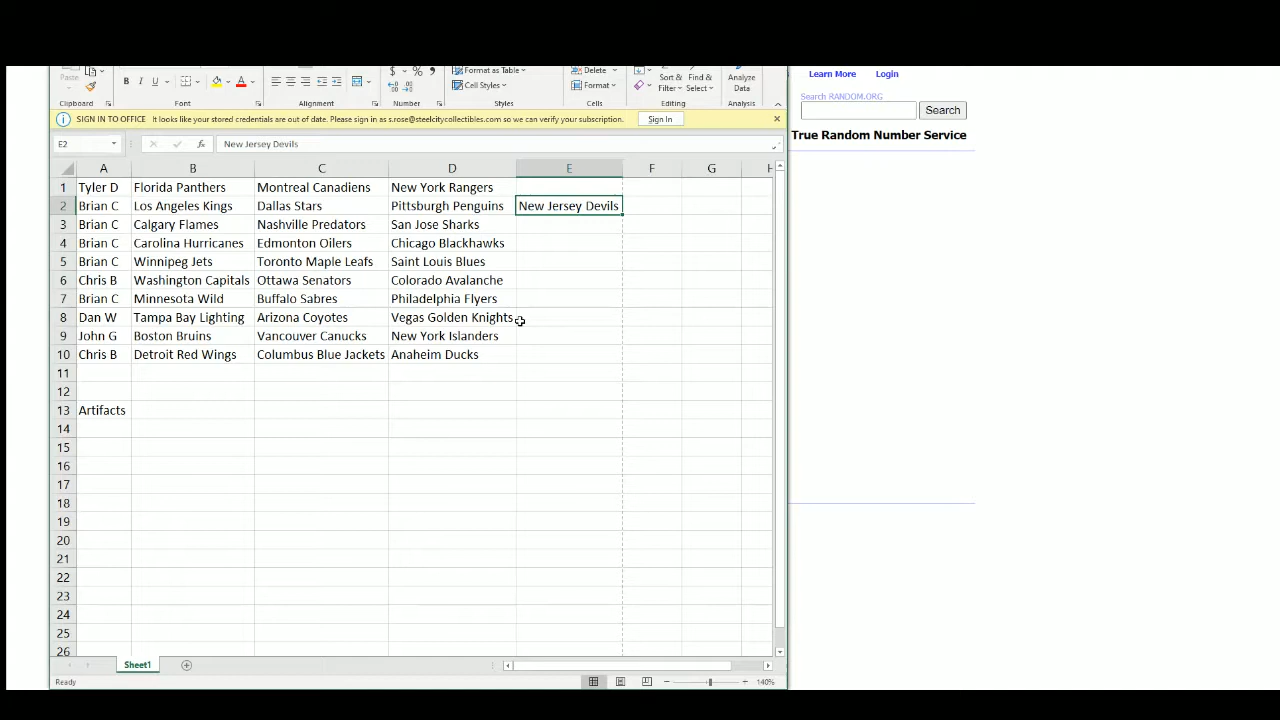 Learn More Login
Search RANDOM.ORG
Search
True Random Number Service
Paste
B I U A $ % 9
Format as Table
Cell Styles
Delete
Format
Sort & Filter
Find & Select
Analyze Data
Clipboard Font Alignment Number Styles Cells Editing Analysis
SIGN IN TO OFFICE It looks like your stored credentials are out of date. Please sign in as s.rose@steelcitycollectibles.com so we can verify your subscription. Sign In
E2 fx New Jersey Devils
A B C D E F G H
1 Tyler D Florida Panthers Montreal Canadiens New York Rangers
2 Brian C Los Angeles Kings Dallas Stars Pittsburgh Penguins New Jersey Devils
3 Brian C Calgary Flames Nashville Predators San Jose Sharks
4 Brian C Carolina Hurricanes Edmonton Oilers Chicago Blackhawks
5 Brian C Winnipeg Jets Toronto Maple Leafs Saint Louis Blues
6 Chris B Washington Capitals Ottawa Senators Colorado Avalanche
7 Brian C Minnesota Wild Buffalo Sabres Philadelphia Flyers
8 Dan W Tampa Bay Lighting Arizona Coyotes Vegas Golden Knights
9 John G Boston Bruins Vancouver Canucks New York Islanders
10 Chris B Detroit Red Wings Columbus Blue Jackets Anaheim Ducks
11
12
13 Artifacts
14
15
16
17
18
19
20
21
22
23
24
25
26
Sheet1
Ready 140%